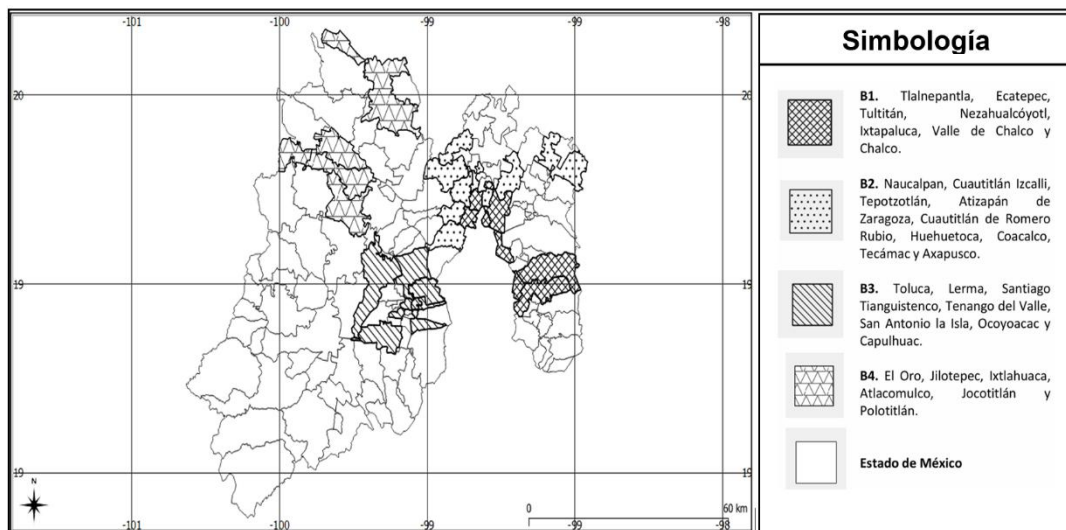 -101
-100
-99
-98
20
20
19
19
19
19
-101
-100
-99
-98
N
0
60 km
Simbología
B1. Tlalnepantla, Ecatepec,
Tultitán, Nezahualcóyotl,
Ixtapaluca, Valle de Chalco y
Chalco.
B2. Naucalpan, Cuautitlán Izcalli,
Tepotzotlán, Atizapán de
Zaragoza, Cuautitlán de Romero
Rubio, Huehuetoca, Coacalco,
Tecámac y Axapusco.
B3. Toluca, Lerma, Santiago
Tianguistenco, Tenango del Valle,
San Antonio la Isla, Ocoyoacac y
Capulhuac.
B4. El Oro, Jilotepec, Ixtlahuaca,
Atlacomulco, Jocotitlán y
Polotitlán.
Estado de México